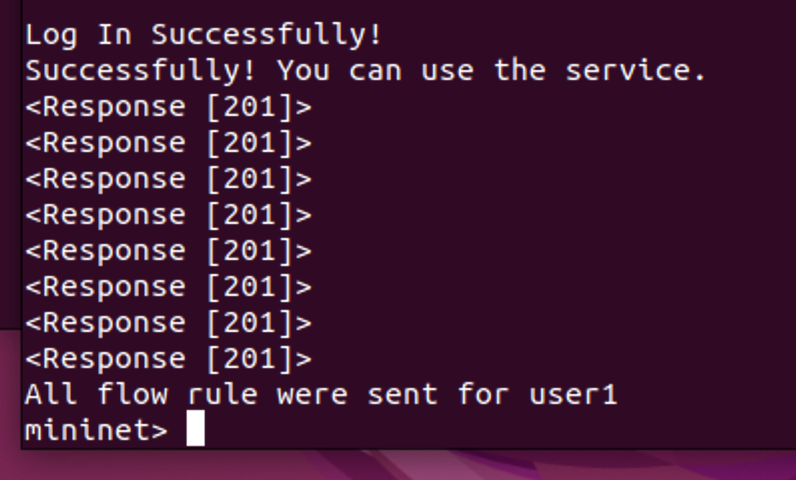 Log In Successfully!
Successfully! You can use the service.
<Response [201]>
<Response [201]>
<Response [201]>
<Response [201]>
<Response [201]>
<Response [201]>
<Response [201]>
<Response [201]>
All flow rule were sent for user1
mininet>